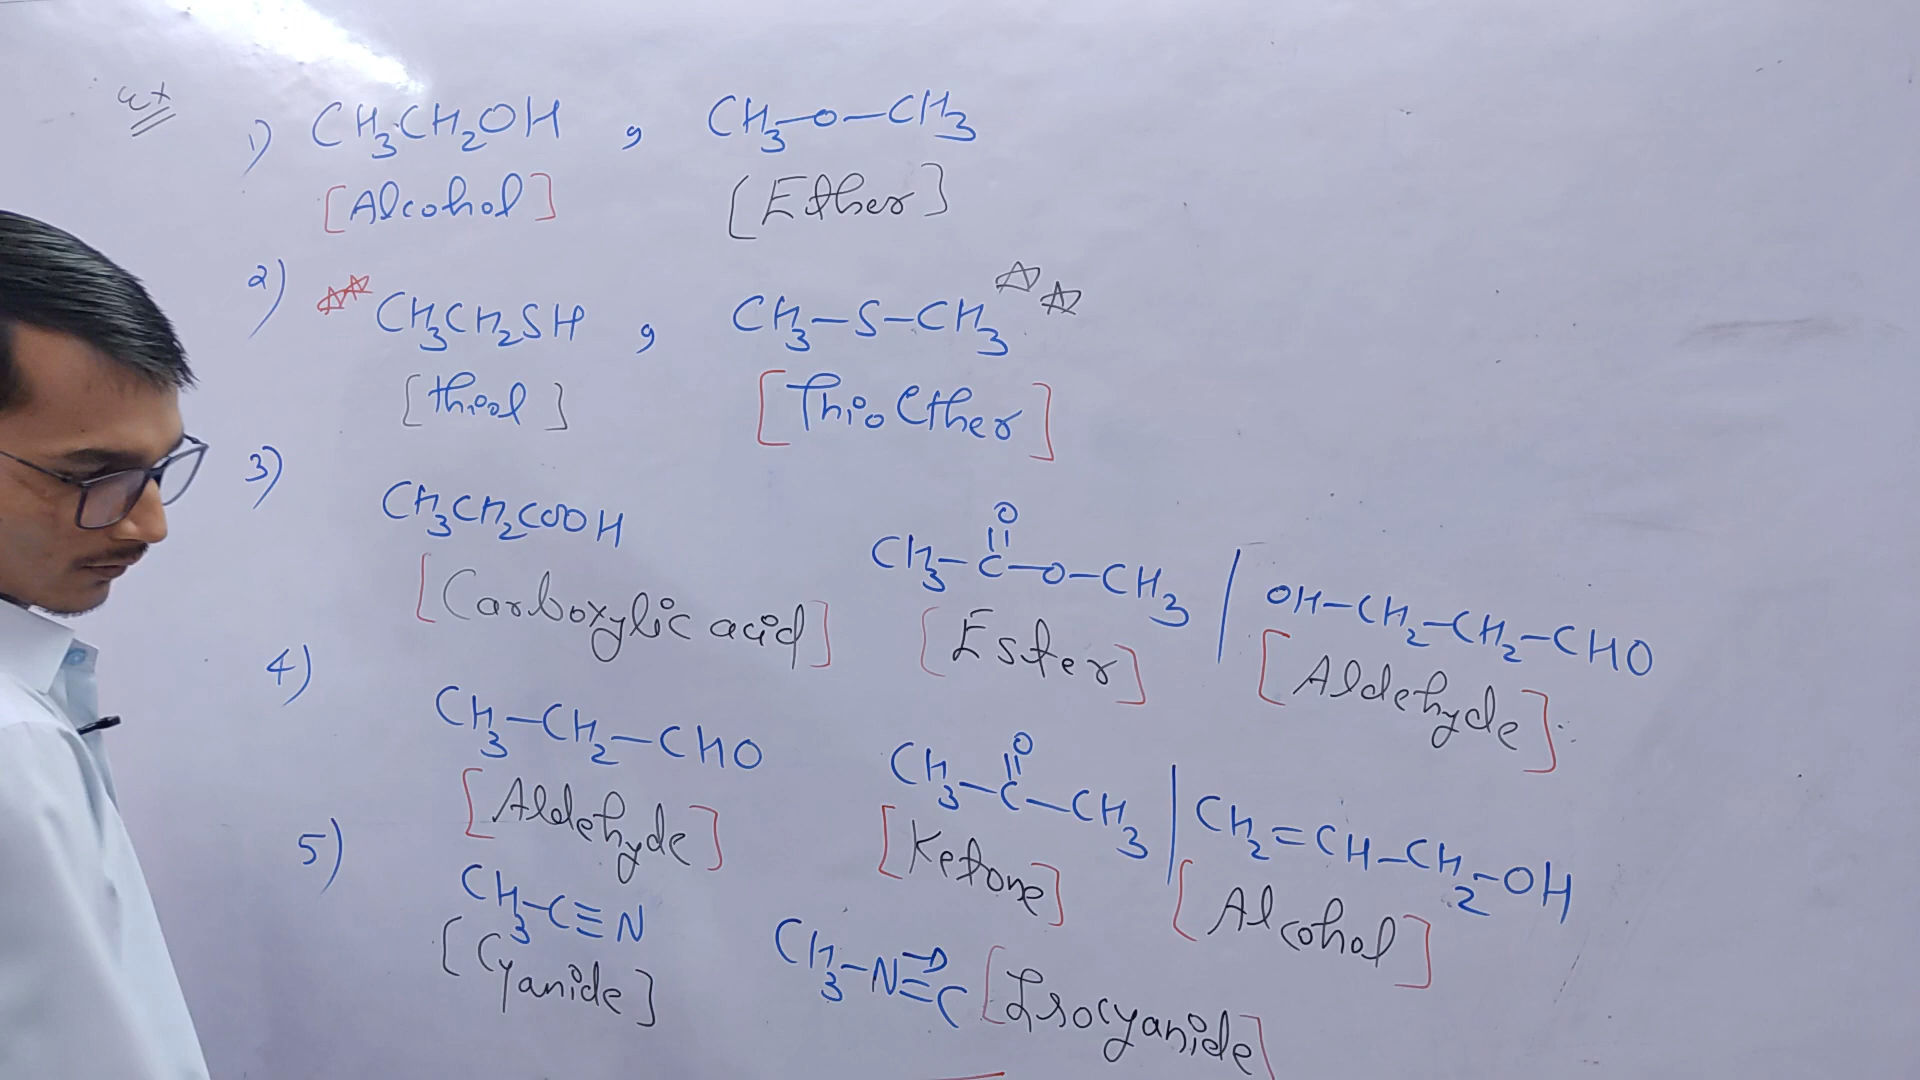 Ex
1) CH₃CH₂OH , CH₃—O—CH₃
[Alcohol] [Ether]
2) CH₃CH₂SH , CH₃—S—CH₃
[thiol] [Thio Ether]
3)
CH₃CH₂COOH
O
CH₃—C—O—CH₃ | OH—CH₂—CH₂—CHO
[Carboxylic acid] [Ester] [Aldehyde]
4)
CH₃—CH₂—CHO
O
CH₃—C—CH₃ | CH₂=CH—CH₂—OH
[Aldehyde] [Ketone] [Alcohol]
5)
CH₃—C≡N
[Cyanide]
CH₃—N⇶C [Isocyanide]